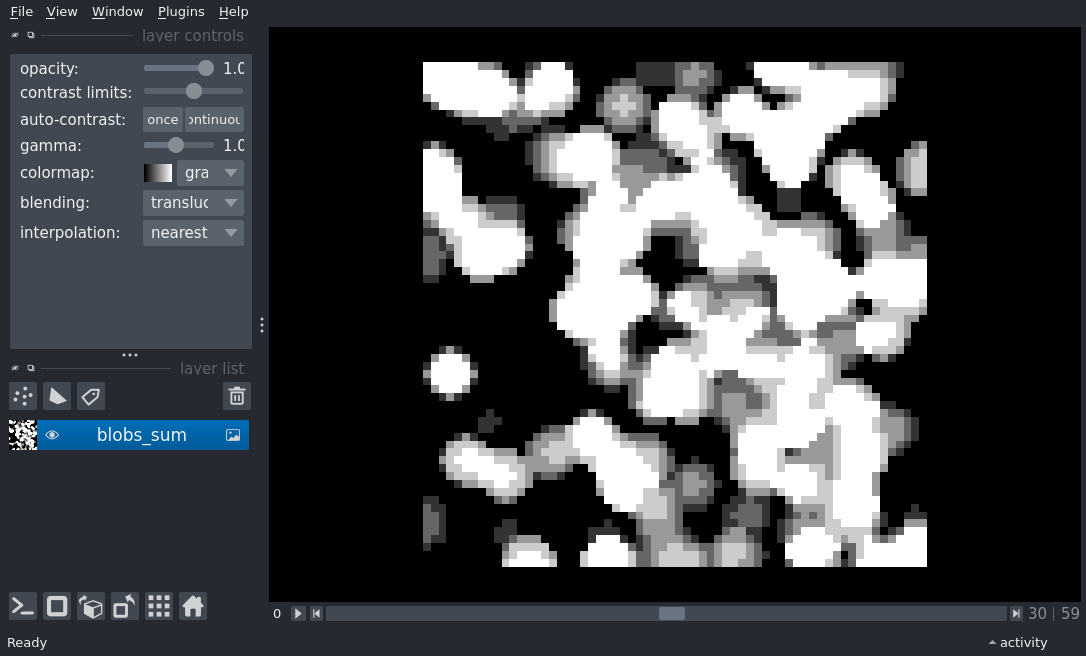 File View Window Plugins Help
layer controls
opacity: 1.0
contrast limits:
auto-contrast: once ontinuou
gamma: 1.0
colormap: gra
blending: transluc
interpolation: nearest
layer list
blobs_sum
0 30 | 59
Ready activity